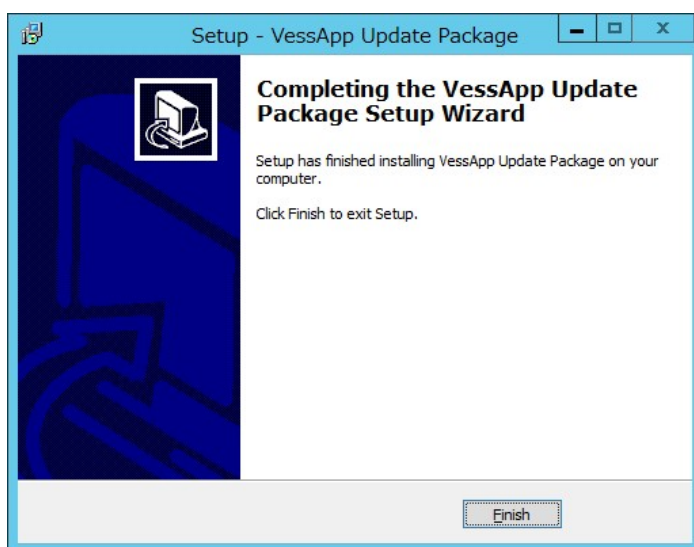 Setup - VessApp Update Package
Completing the VessApp Update
Package Setup Wizard
Setup has finished installing VessApp Update Package on your
computer.
Click Finish to exit Setup.
Finish